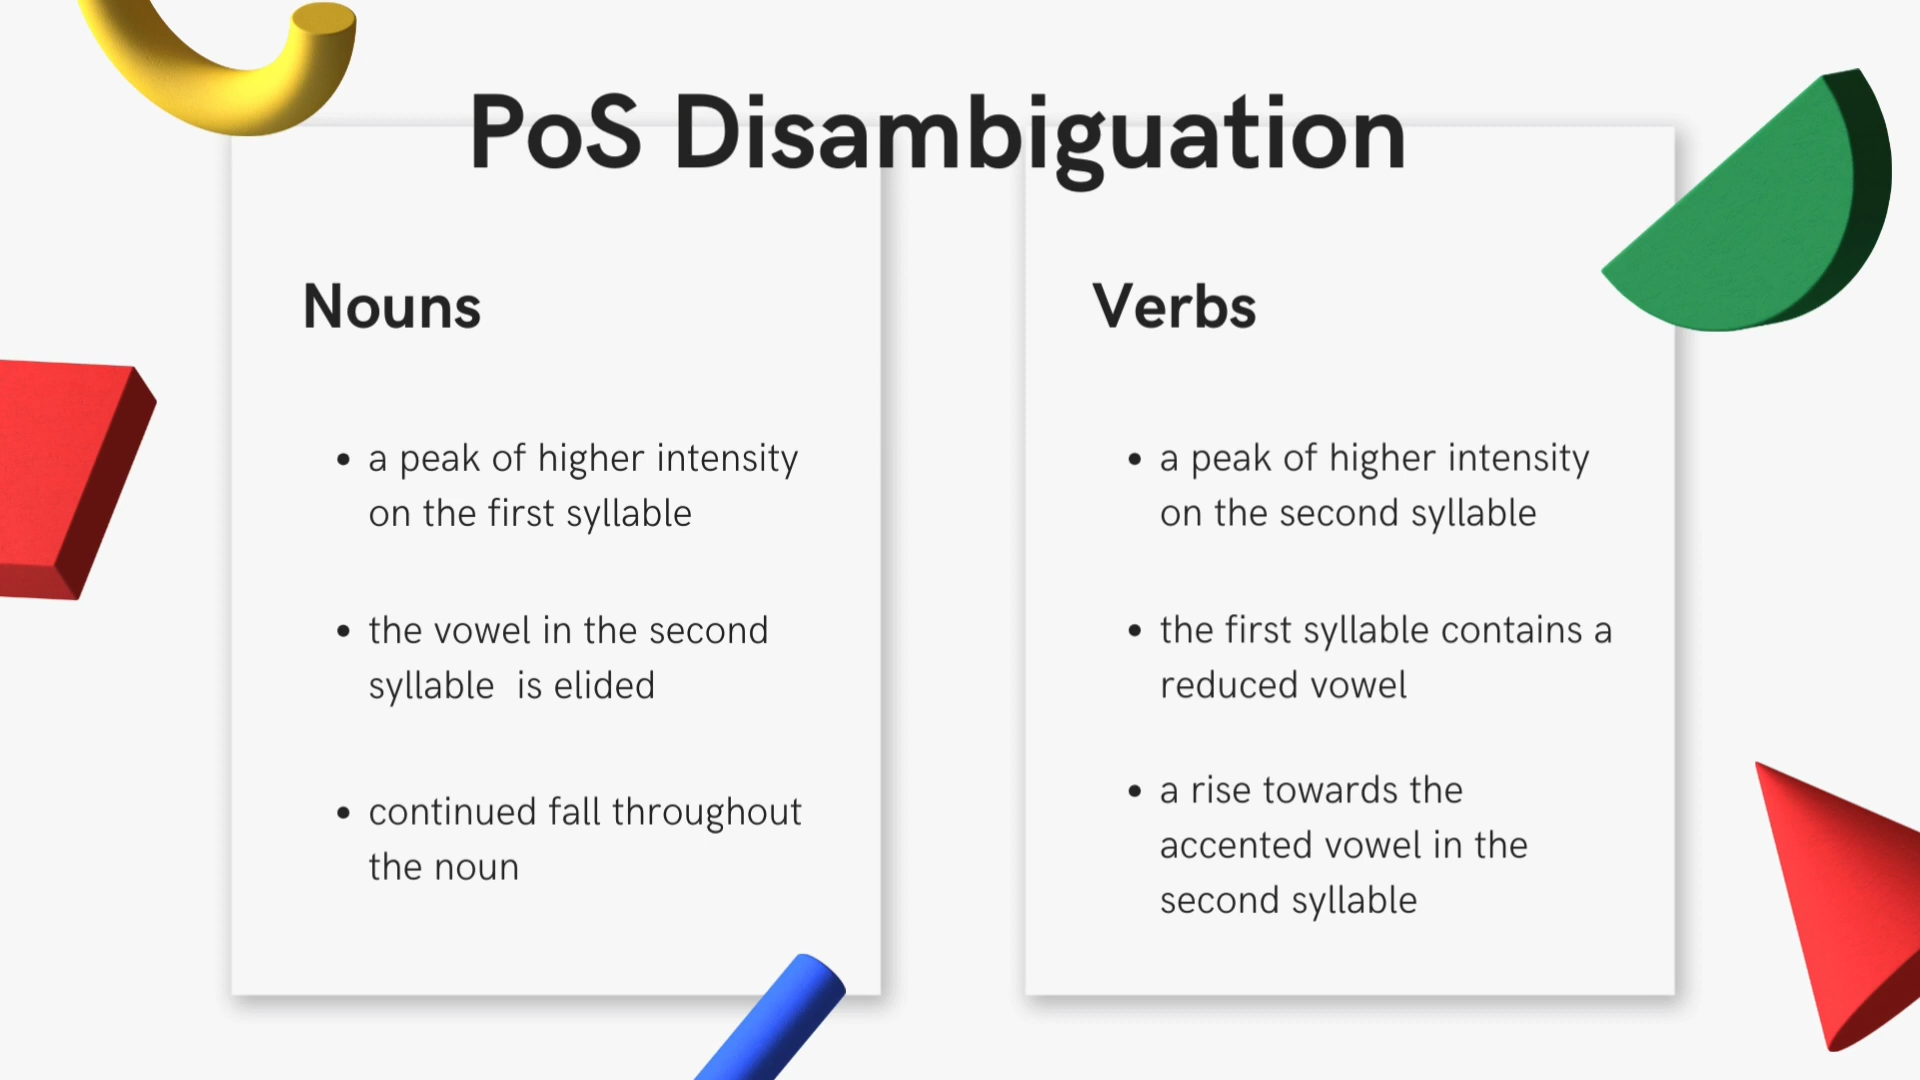 PoS Disambiguation
Nouns
• a peak of higher intensity
on the first syllable
• the vowel in the second
syllable  is elided
• continued fall throughout
the noun
Verbs
• a peak of higher intensity
on the second syllable
• the first syllable contains a
reduced vowel
• a rise towards the
accented vowel in the
second syllable